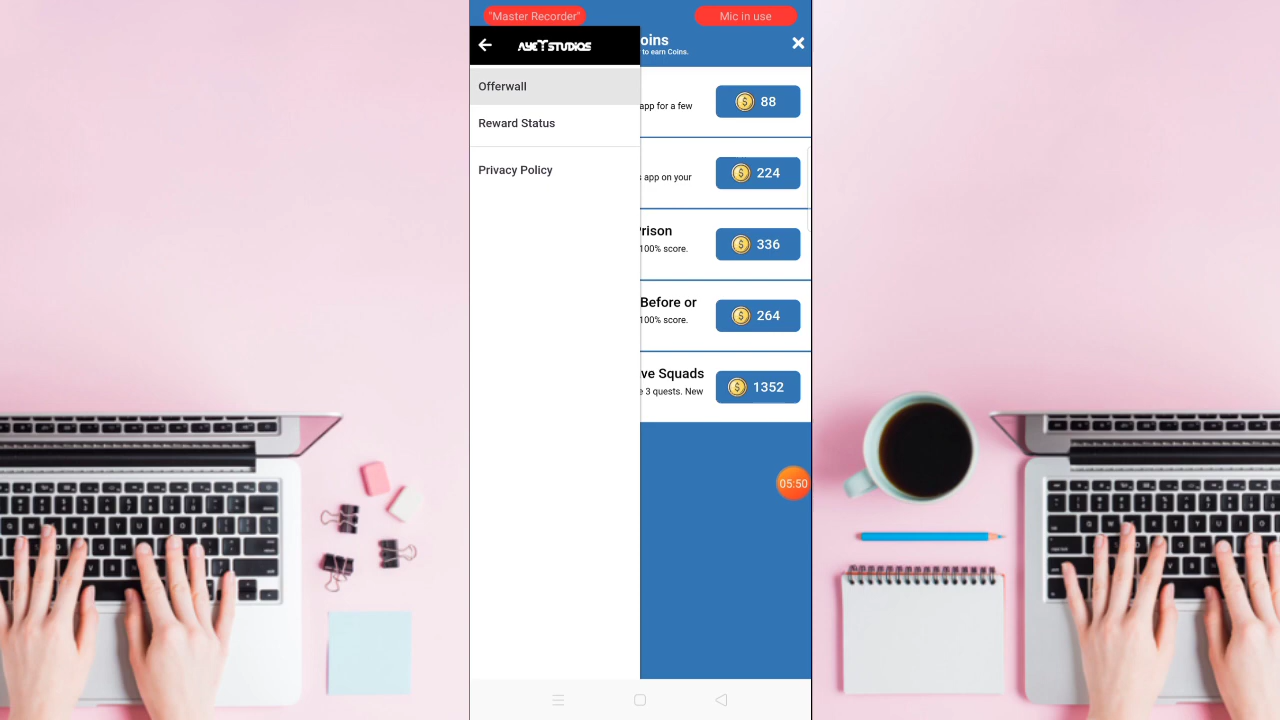 "Master Recorder"
Mic in use
AYET STUDIOS
oins
to earn Coins.
Offerwall
Reward Status
Privacy Policy
app for a few
88
s app on your
224
rison
100% score.
336
Before or
100% score.
264
ve Squads
e 3 quests. New
1352
05:50